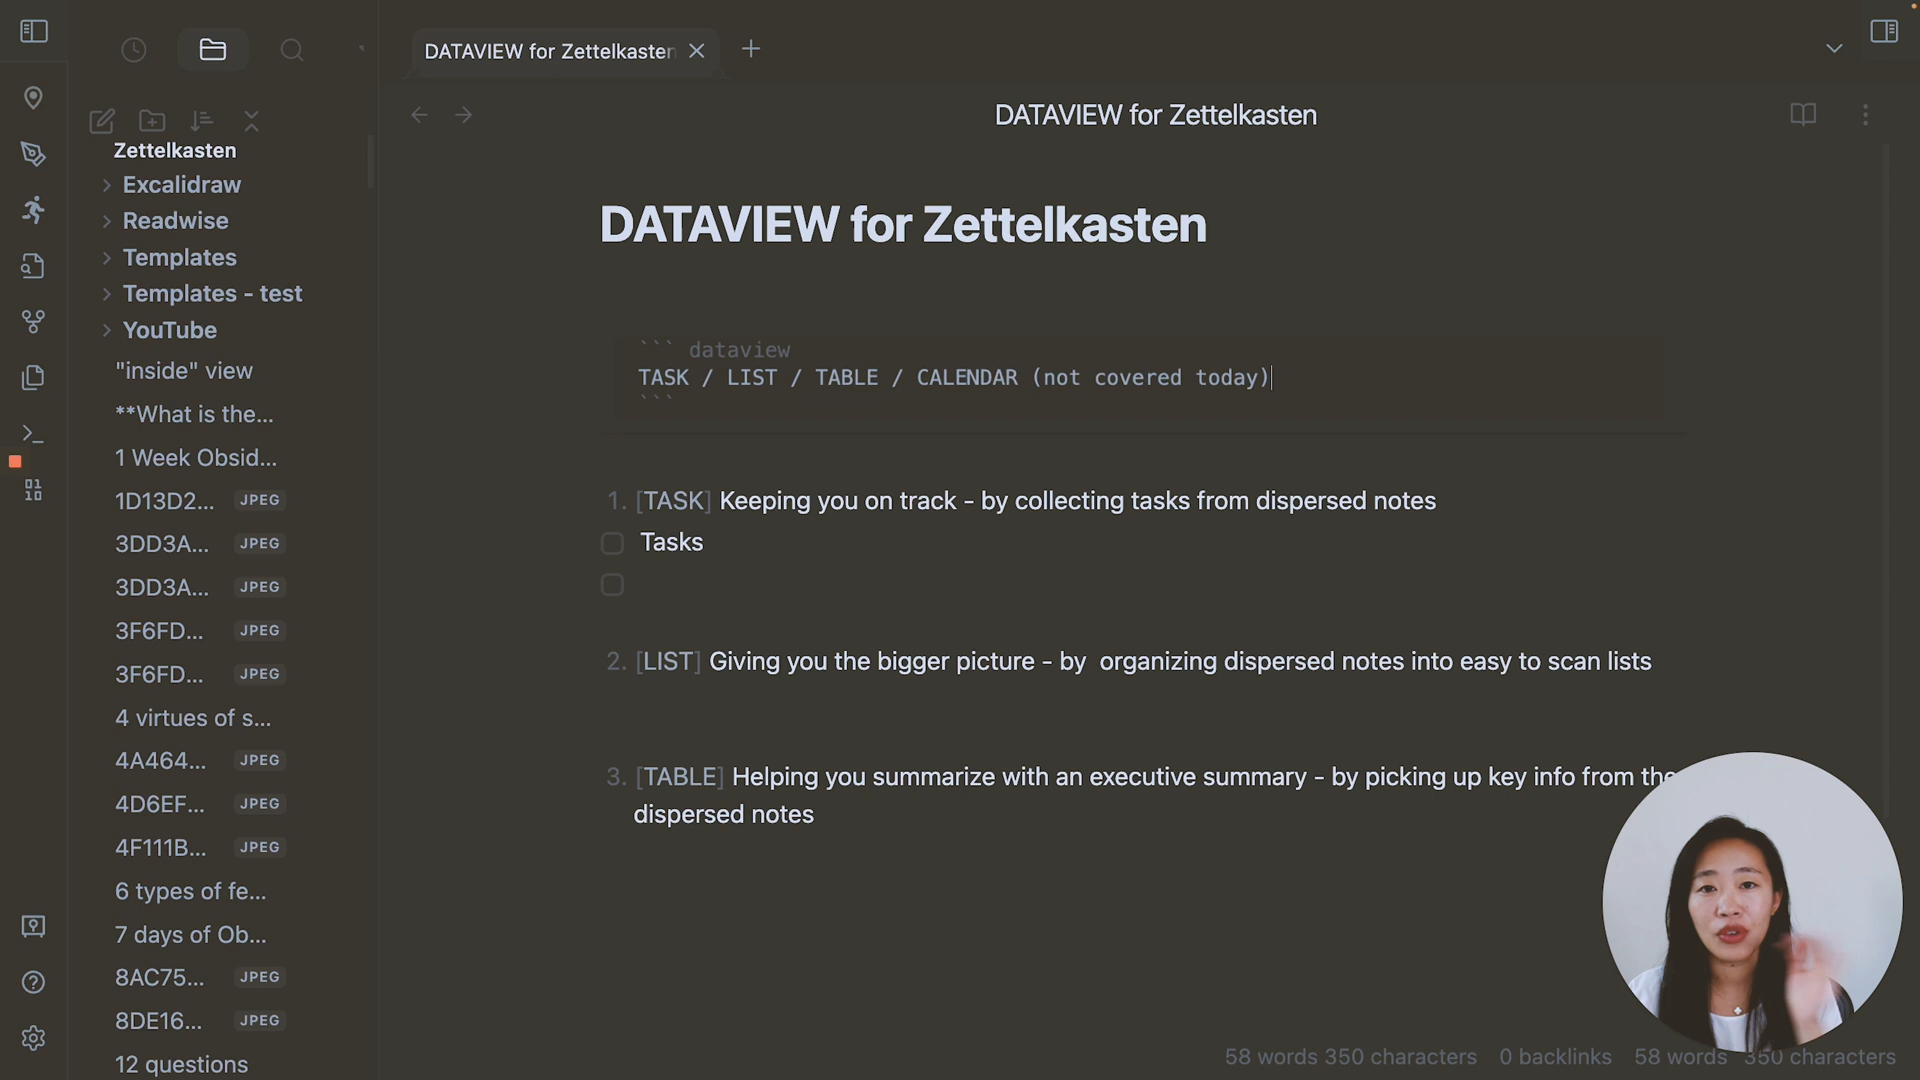 DATAVIEW for Zettelkasten
DATAVIEW for Zettelkasten
Zettelkasten
Excalidraw
Readwise
Templates
Templates - test
YouTube
"inside" view
**What is the...
1 Week Obsid...
1D13D2... JPEG
3DD3A... JPEG
3DD3A... JPEG
3F6FD... JPEG
3F6FD... JPEG
4 virtues of s...
4A464... JPEG
4D6EF... JPEG
4F111B... JPEG
6 types of fe...
7 days of Ob...
8AC75... JPEG
8DE16... JPEG
12 questions
DATAVIEW for Zettelkasten
``` dataview
TASK / LIST / TABLE / CALENDAR (not covered today)
```
1. [TASK] Keeping you on track - by collecting tasks from dispersed notes
Tasks
2. [LIST] Giving you the bigger picture - by  organizing dispersed notes into easy to scan lists
3. [TABLE] Helping you summarize with an executive summary - by picking up key info from the
dispersed notes
58 words 350 characters 0 backlinks 58 words 350 characters